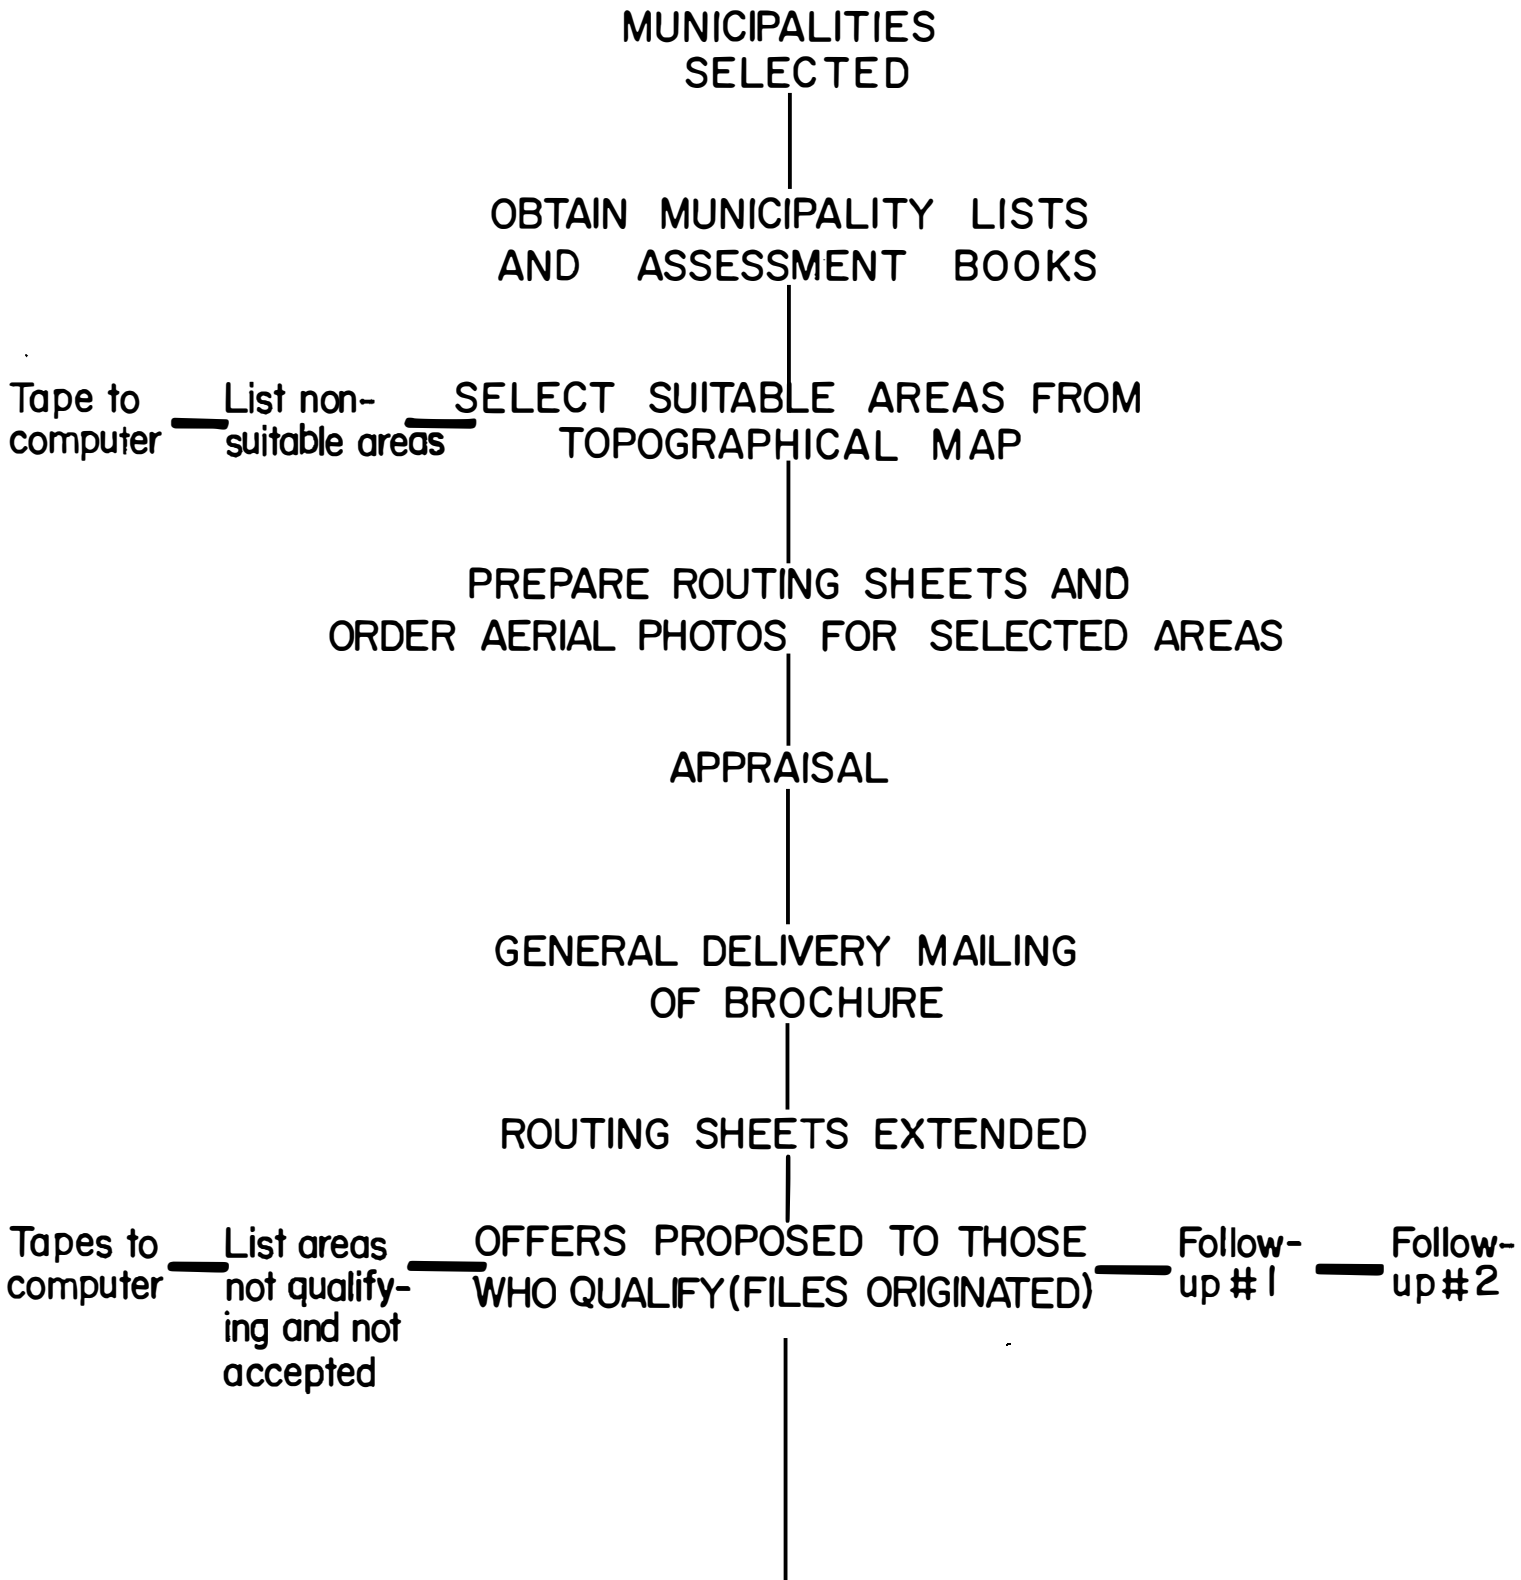 MUNICIPALITIES
SELECTED
OBTAIN MUNICIPALITY LISTS
AND ASSESSMENT BOOKS
Tape to
computer
List non-
suitable areas
SELECT SUITABLE AREAS FROM
TOPOGRAPHICAL MAP
PREPARE ROUTING SHEETS AND
ORDER AERIAL PHOTOS FOR SELECTED AREAS
APPRAISAL
GENERAL DELIVERY MAILING
OF BROCHURE
ROUTING SHEETS EXTENDED
Tapes to
computer
List areas
not qualify-
ing and not
accepted
OFFERS PROPOSED TO THOSE
WHO QUALIFY (FILES ORIGINATED)
Follow-
up #1
Follow-
up #2